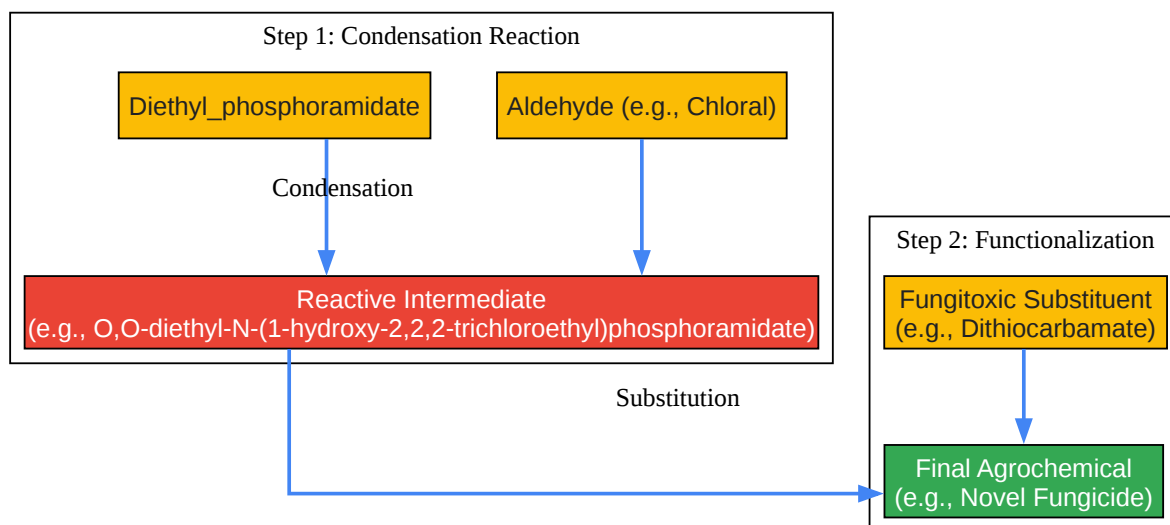 Step 1: Condensation Reaction
Diethyl_phosphoramidate
Aldehyde (e.g., Chloral)
Condensation
Reactive Intermediate
(e.g., O,O-diethyl-N-(1-hydroxy-2,2,2-trichloroethyl)phosphoramidate)
Step 2: Functionalization
Fungitoxic Substituent
(e.g., Dithiocarbamate)
Substitution
Final Agrochemical
(e.g., Novel Fungicide)